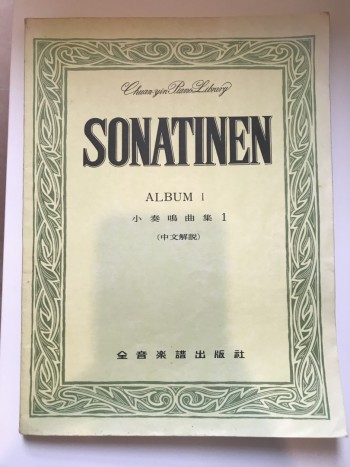 Chuan-yin Piano Library
SONATINEN
ALBUM 1
小奏鳴曲集 1
(中文解說)
全音樂譜出版社